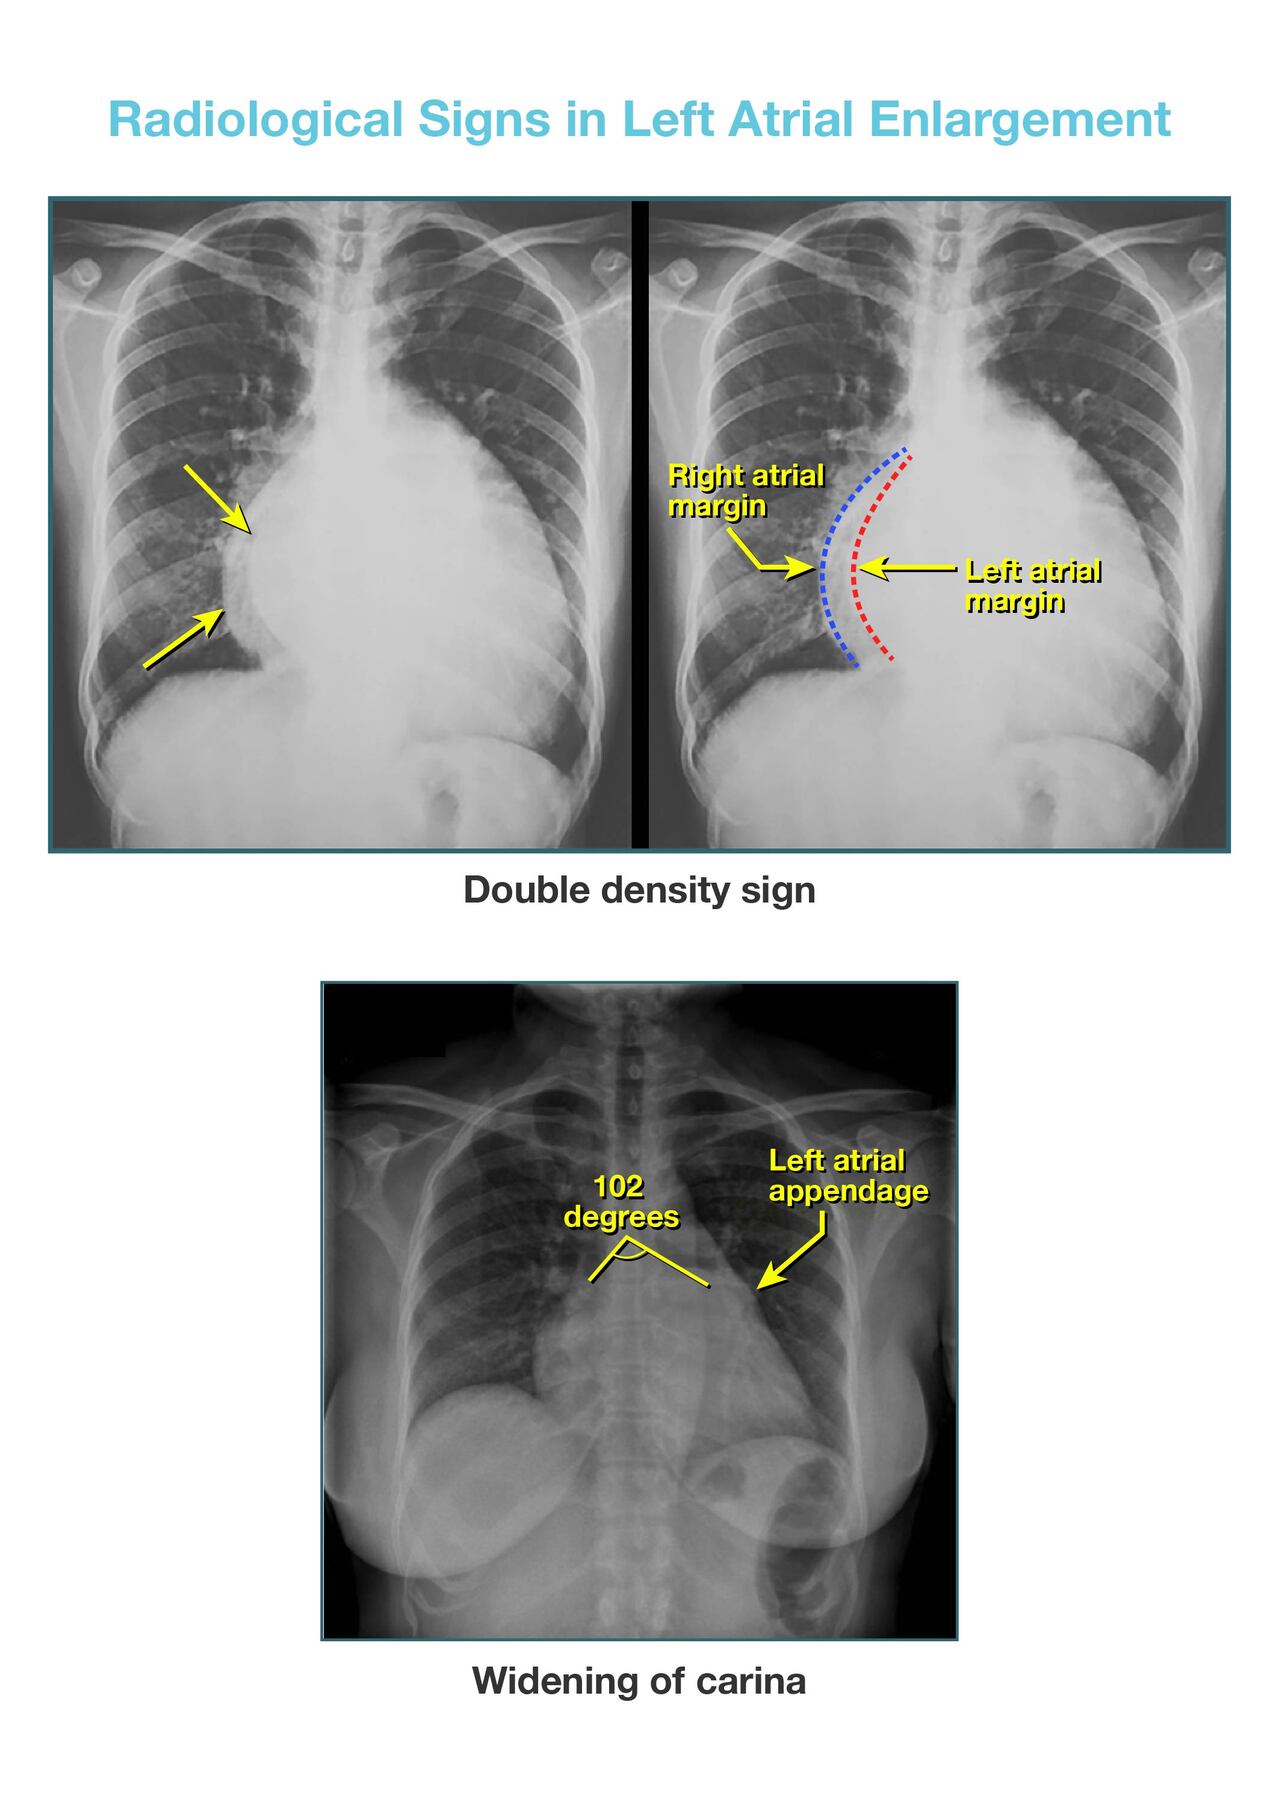 Radiological Signs in Left Atrial Enlargement
Right atrial
margin
Left atrial
margin
Double density sign
102
degrees
Left atrial
appendage
Widening of carina